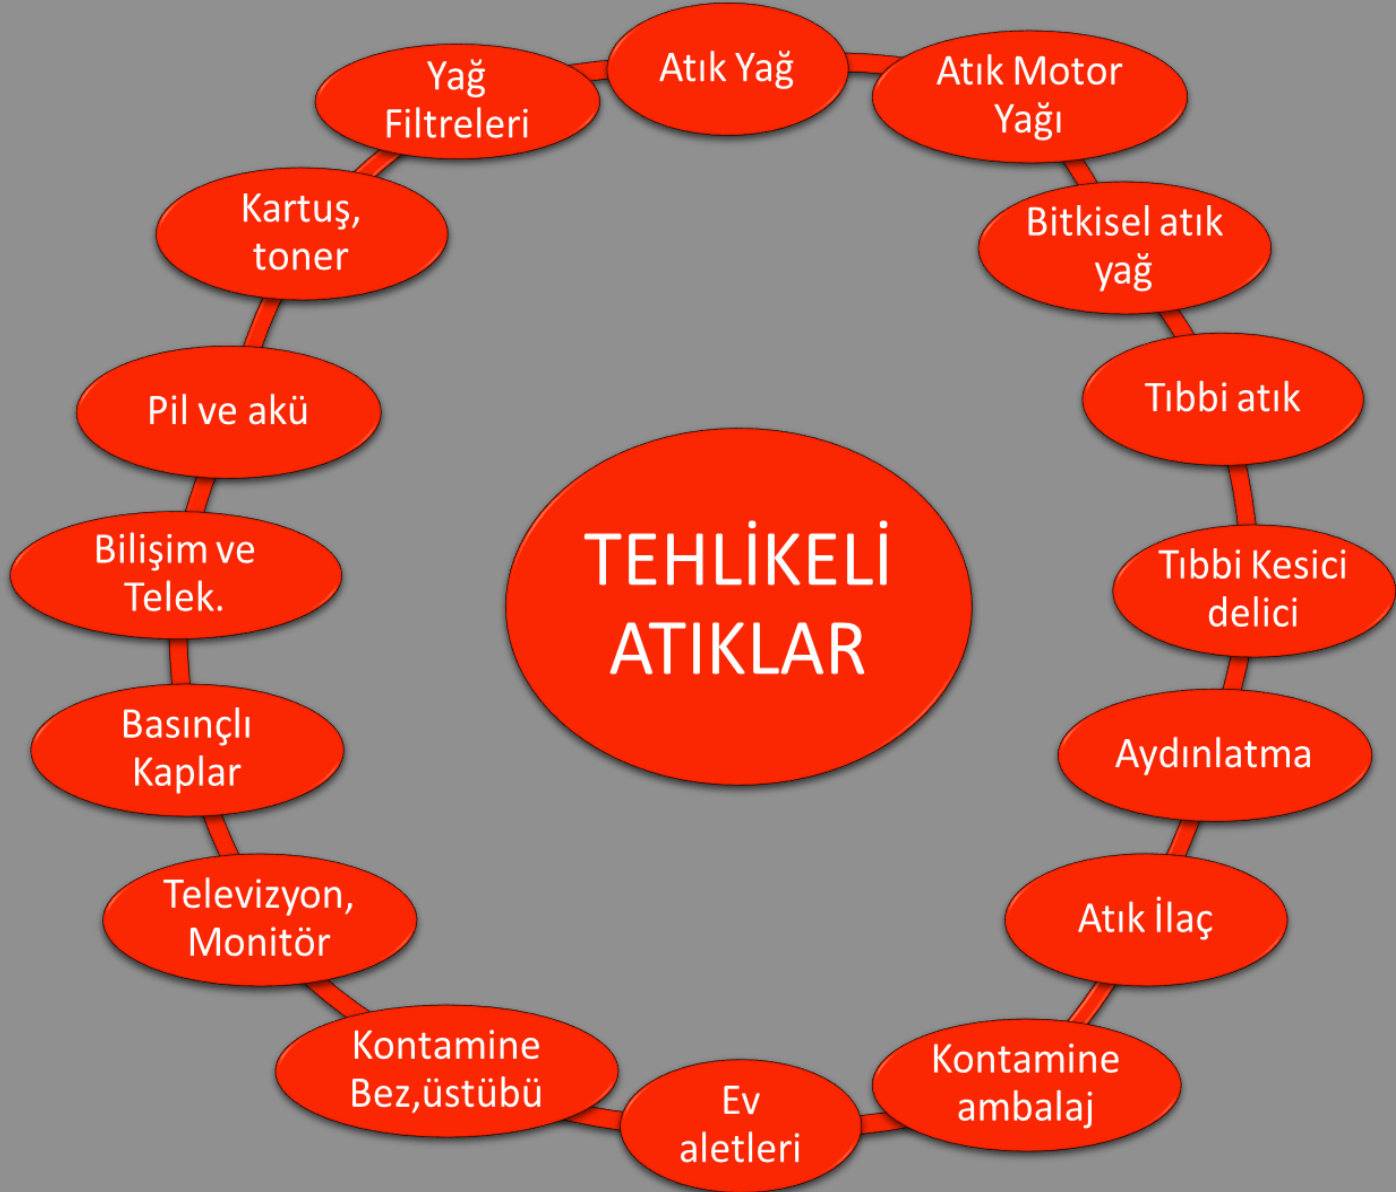 Atık Yağ
Atık Motor
Yağı
Bitkisel atık
yağ
Tıbbi atık
Tıbbi Kesici
delici
Aydınlatma
Atık İlaç
Kontamine
ambalaj
Ev
aletleri
Kontamine
Bez,üstübü
Televizyon,
Monitör
Basınçlı
Kaplar
Bilişim ve
Telek.
Pil ve akü
Kartuş,
toner
Yağ
Filtreleri
TEHLİKELİ
ATIKLAR